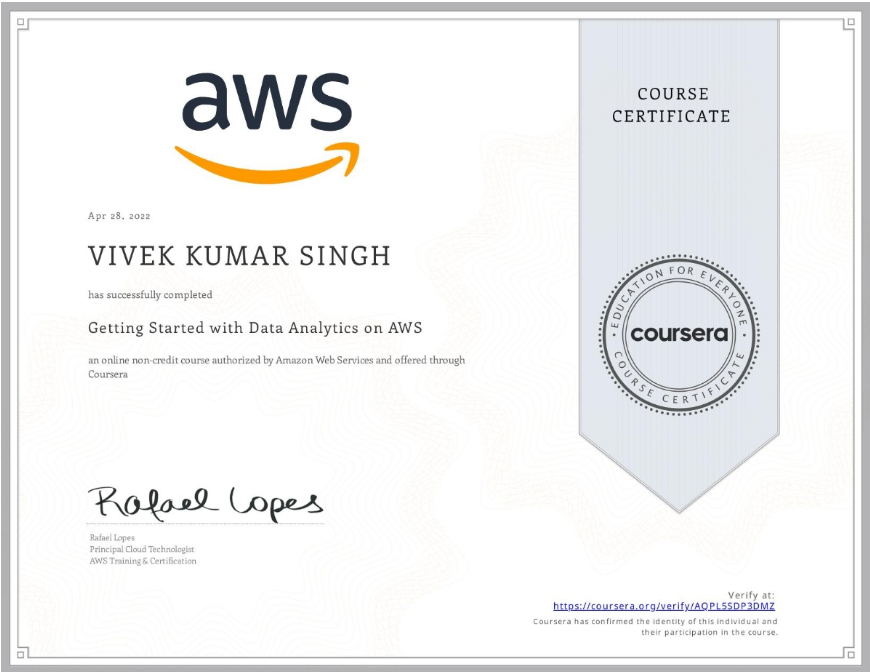 aws
COURSE
CERTIFICATE
Apr 28, 2022
VIVEK KUMAR SINGH
has successfully completed
Getting Started with Data Analytics on AWS
an online non-credit course authorized by Amazon Web Services and offered through
Coursera
EDUCATION FOR EVERYONE
coursera
COURSE CERTIFICATE
Rafael Lopes
Rafael Lopes
Principal Cloud Technologist
AWS Training & Certification
Verify at:
https://coursera.org/verify/AQPL5SDP3DMZ
Coursera has confirmed the identity of this individual and
their participation in the course.